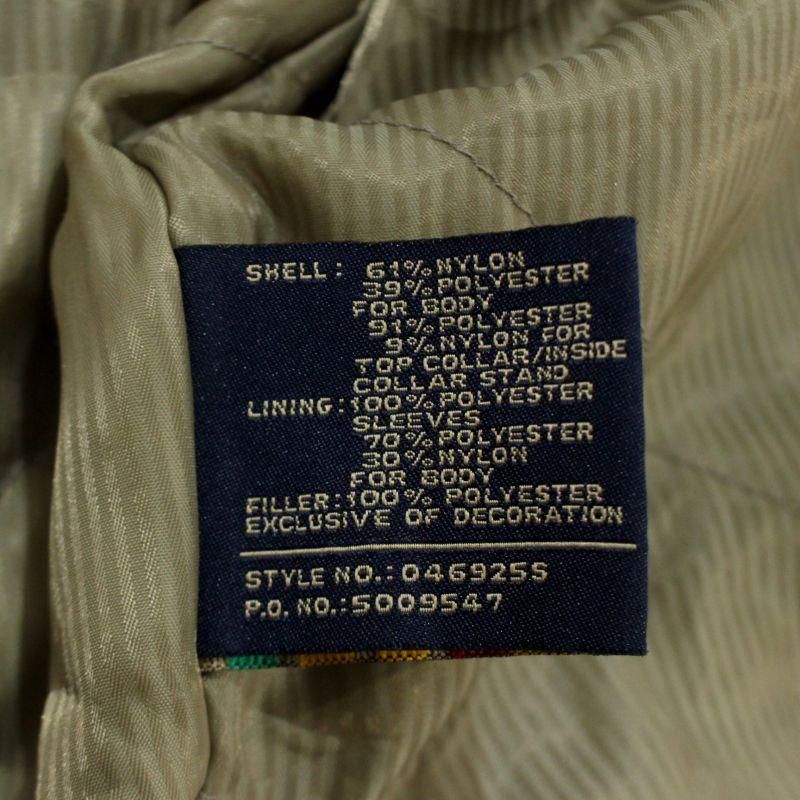 SHELL: 61% NYLON
39% POLYESTER
FOR BODY
91% POLYESTER
9% NYLON FOR
TOP COLLAR/INSIDE
COLLAR STAND
LINING: 100% POLYESTER
SLEEVES
70% POLYESTER
30% NYLON
FOR BODY
FILLER: 100% POLYESTER
EXCLUSIVE OF DECORATION
STYLE NO.: 046925S
P.O. NO.: 5009547